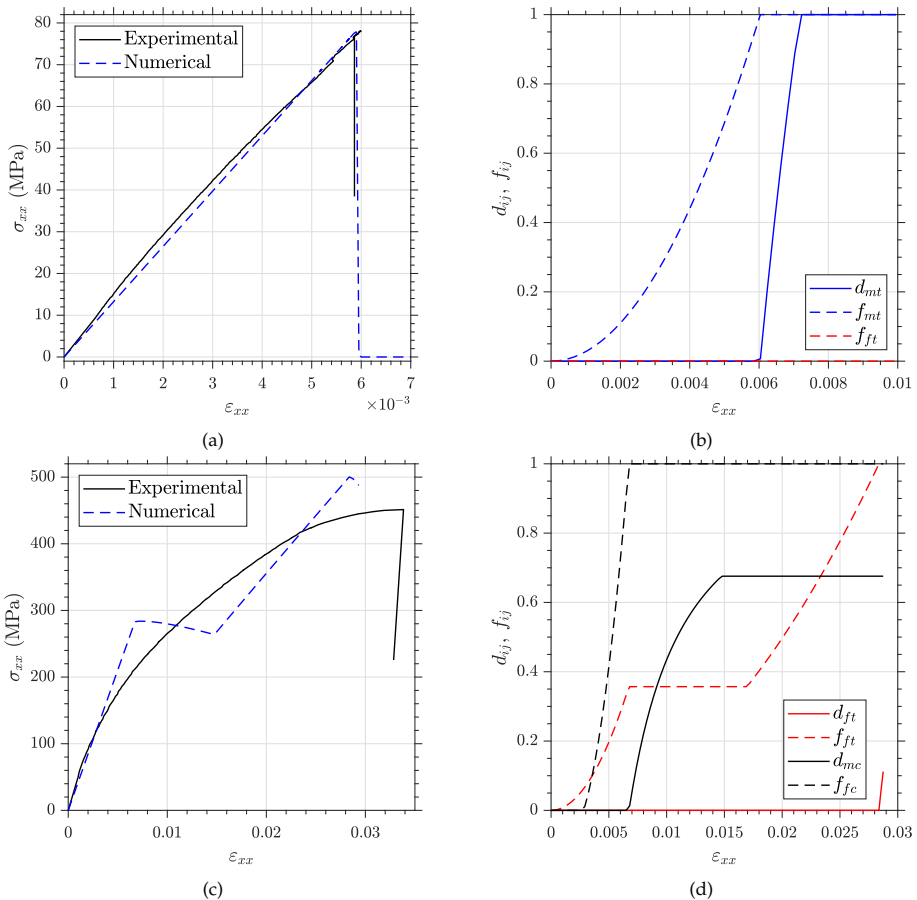 80
70
60
50
40
30
20
10
0
σxx (MPa)
Experimental
Numerical
0 1 2 3 4 5 6 7
×10−3
εxx
(a)
1
0.8
0.6
0.4
0.2
0
dij, fij
dmt
fmt
fft
0 0.002 0.004 0.006 0.008 0.01
εxx
(b)
500
400
300
200
100
0
σxx (MPa)
Experimental
Numerical
0 0.01 0.02 0.03
εxx
(c)
1
0.8
0.6
0.4
0.2
0
dij, fij
dft
fft
dmc
ffc
0 0.005 0.01 0.015 0.02 0.025 0.03
εxx
(d)